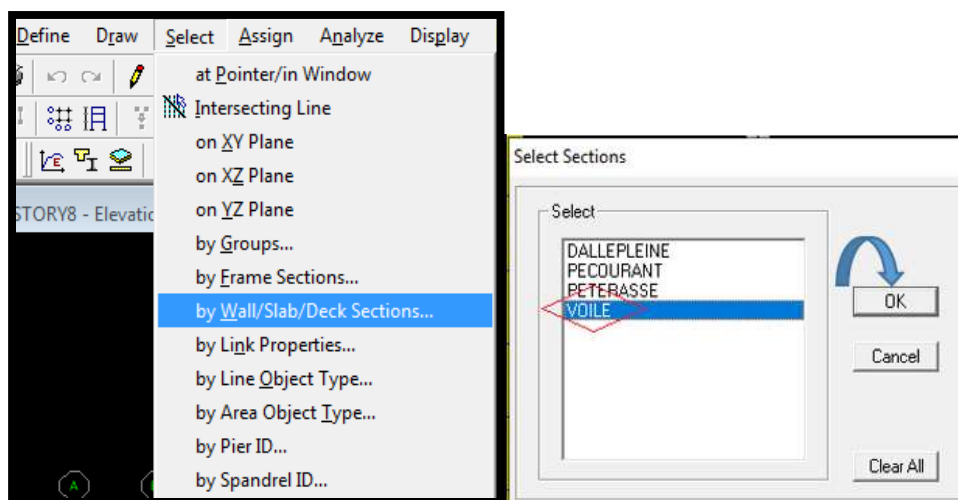 Define Draw Select Assign Analyze Display
at Pointer/in Window
Intersecting Line
on XY Plane
on XZ Plane
on YZ Plane
by Groups...
by Frame Sections...
by Wall/Slab/Deck Sections...
by Link Properties...
by Line Object Type...
by Area Object Type...
by Pier ID...
by Spandrel ID...
STORY8 - Elevatic
A
Select Sections
Select
DALLEPLEINE
PECOURANT
PETERASSE
VOILE
OK
Cancel
Clear All